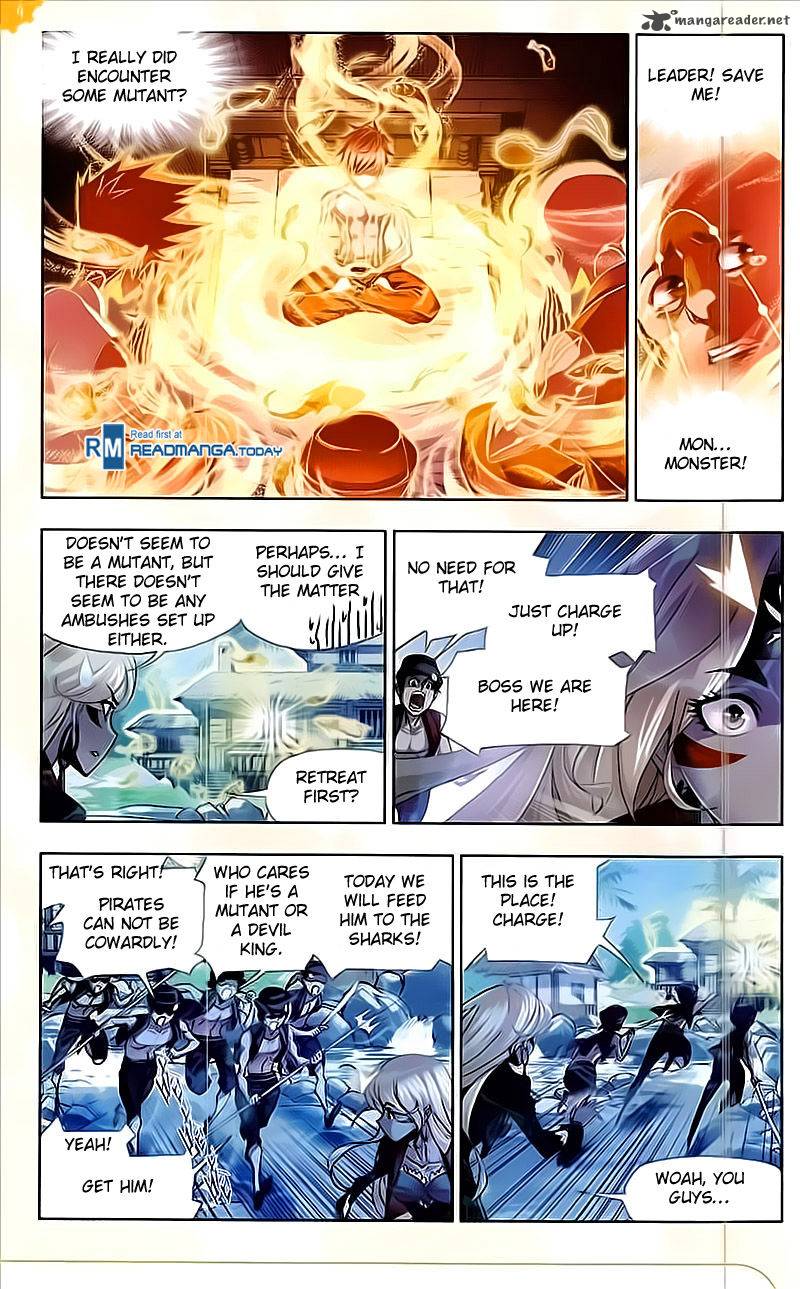 mangareader.net
I REALLY DID
ENCOUNTER
SOME MUTANT?
LEADER! SAVE
ME!
MON...
MONSTER!
RM
Read first at
READMANGA.TODAY
DOESN'T SEEM TO
BE A MUTANT, BUT
THERE DOESN'T
SEEM TO BE ANY
AMBUSHES SET UP
EITHER.
PERHAPS... I
SHOULD GIVE
THE MATTER
RETREAT
FIRST?
NO NEED FOR
THAT!
JUST CHARGE
UP!
BOSS WE ARE
HERE!
THAT'S RIGHT!
PIRATES
CAN NOT BE
COWARDLY!
WHO CARES
IF HE'S A
MUTANT OR
A DEVIL
KING.
TODAY WE
WILL FEED
HIM TO THE
SHARKS!
YEAH!
GET HIM!
THIS IS THE
PLACE!
CHARGE!
WOAH, YOU
GUYS...